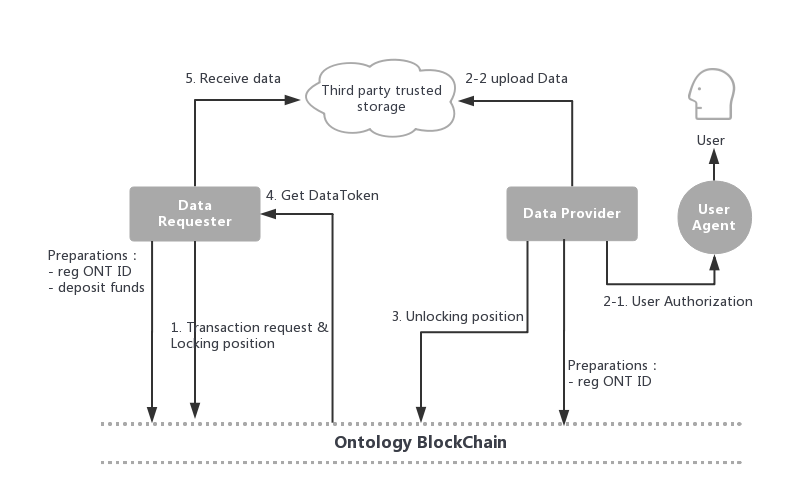 5. Receive data
Third party trusted
storage
2-2 upload Data
User
Data
Requester
4. Get DataToken
Data Provider
User
Agent
Preparations :
- reg ONT ID
- deposit funds
1. Transaction request &
Locking position
3. Unlocking position
2-1. User Authorization
Preparations :
- reg ONT ID
Ontology BlockChain